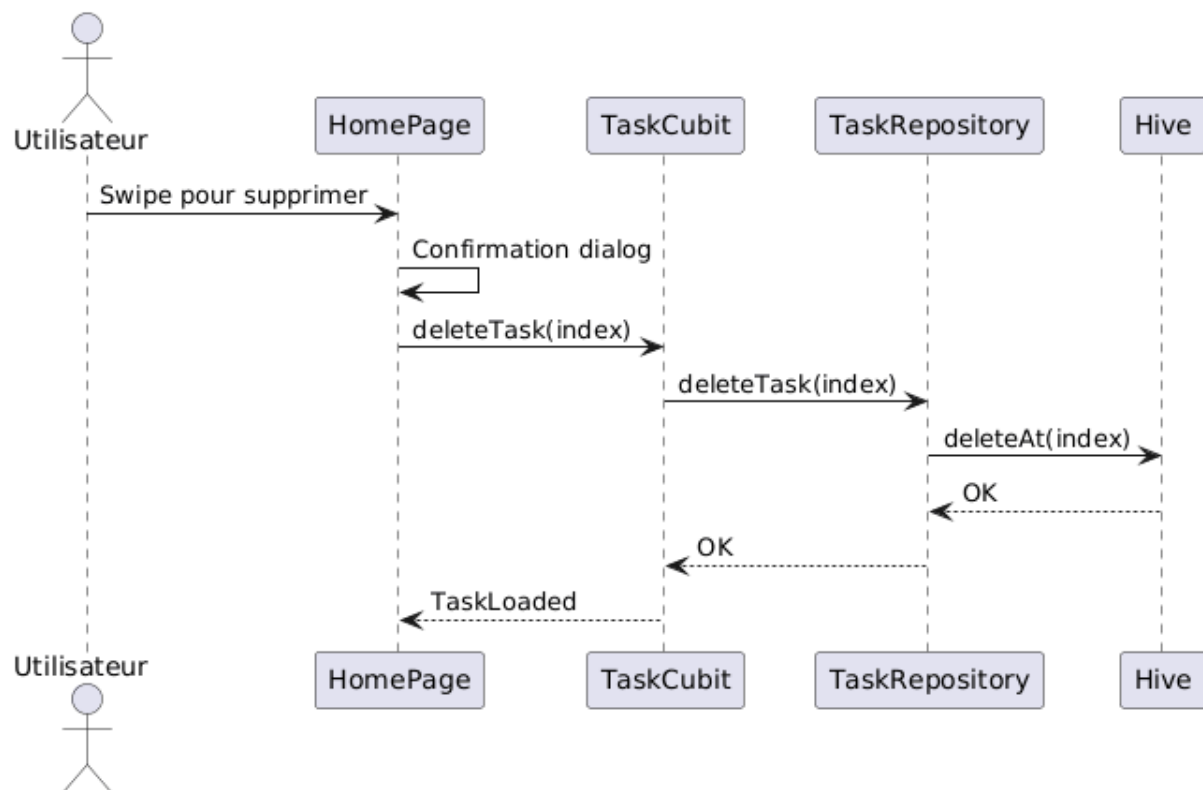 HomePage
TaskCubit
TaskRepository
Hive
Utilisateur
Swipe pour supprimer
Confirmation dialog
deleteTask(index)
deleteTask(index)
deleteAt(index)
OK
OK
TaskLoaded
Utilisateur
HomePage
TaskCubit
TaskRepository
Hive